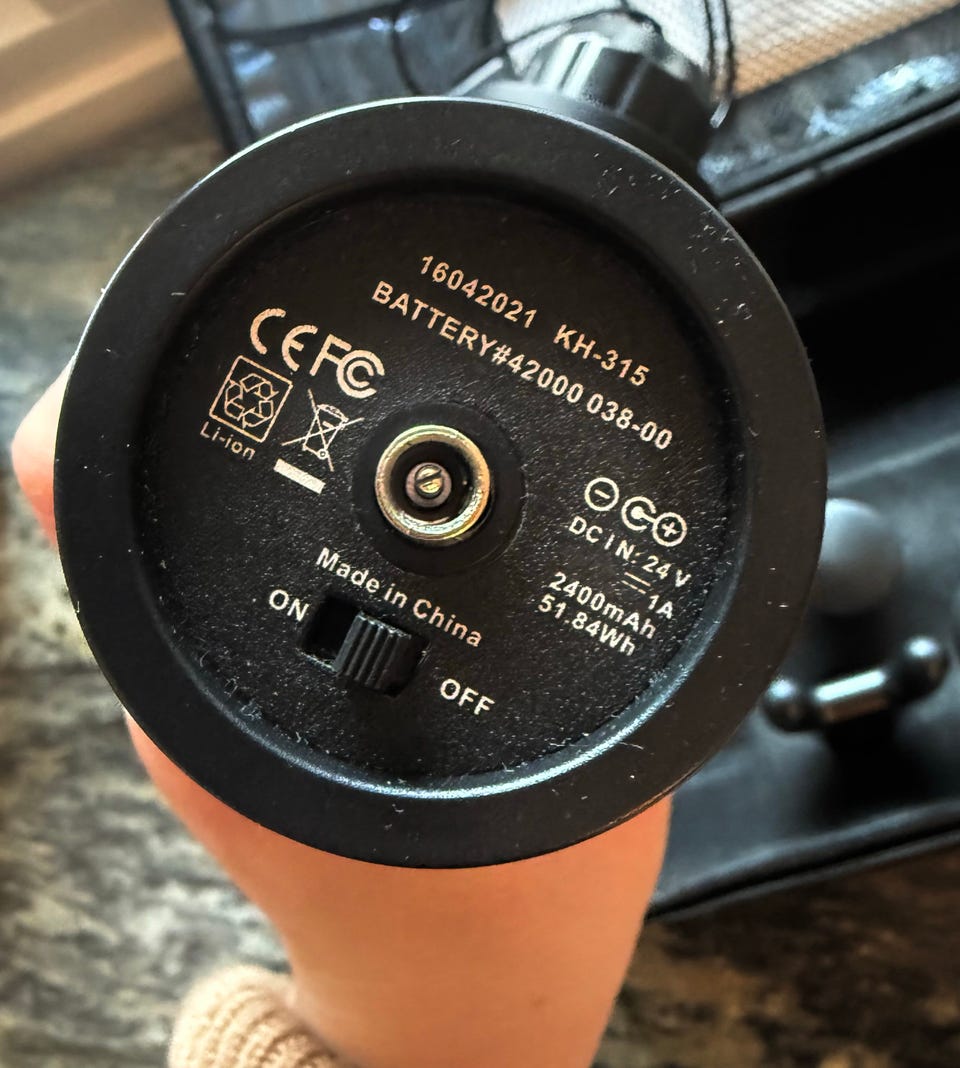 16042021 KH-315
BATTERY#42000 038-00
CE FC
Li-ion
DC IN: 24 V
1A
2400mAh
51.84Wh
Made in China
ON
OFF